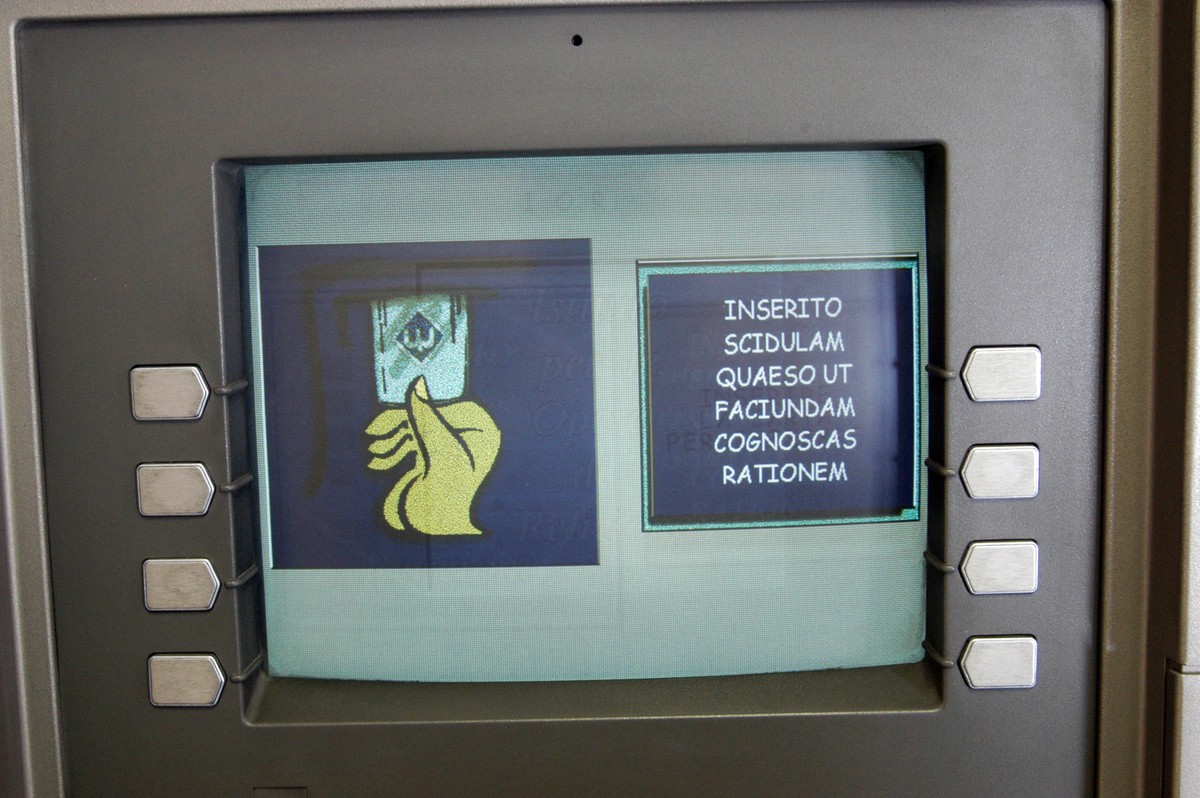 INSERITO
SCIDULAM
QUAESO UT
FACIUNDAM
COGNOSCAS
RATIONEM